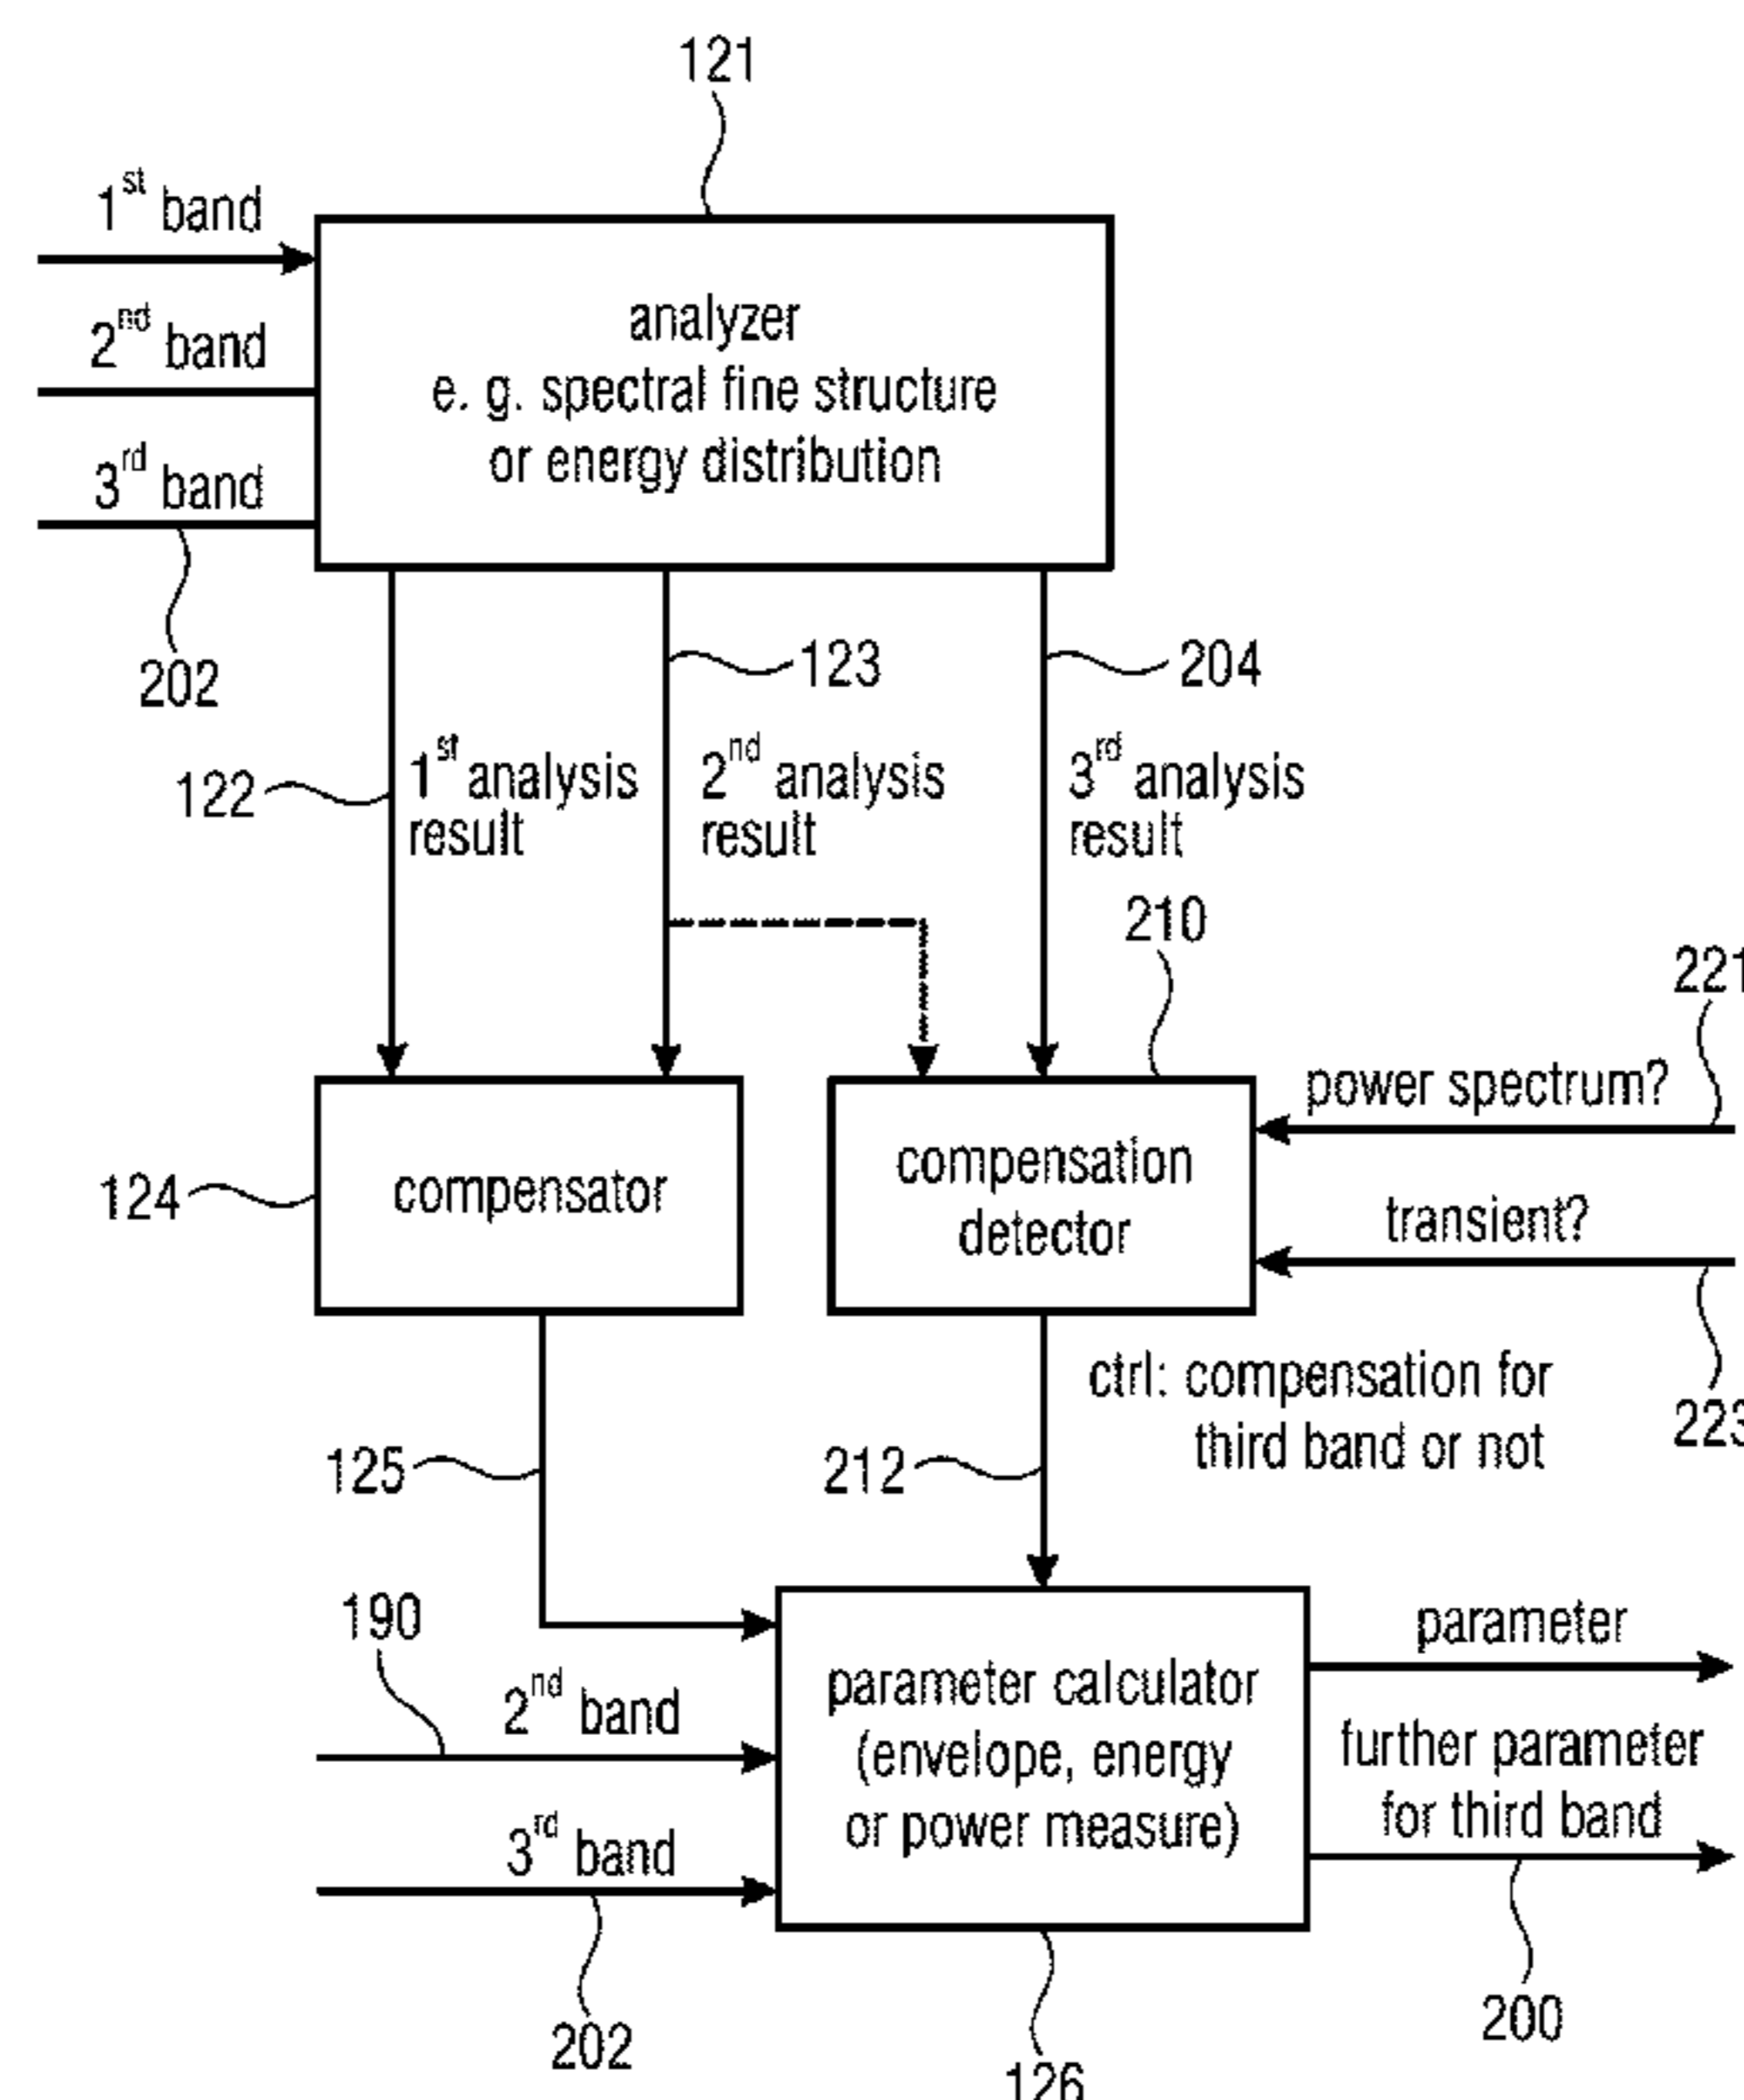 121
1st band
2nd band
3rd band
analyzer
e. g. spectral fine structure
or energy distribution
202
123
204
122
1st analysis
result
2nd analysis
result
3rd analysis
result
210
221
power spectrum?
124
compensator
compensation
detector
transient?
223
ctrl: compensation for
third band or not
125
212
190
2nd band
3rd band
parameter calculator
(envelope, energy
or power measure)
parameter
further parameter
for third band
202
200
126